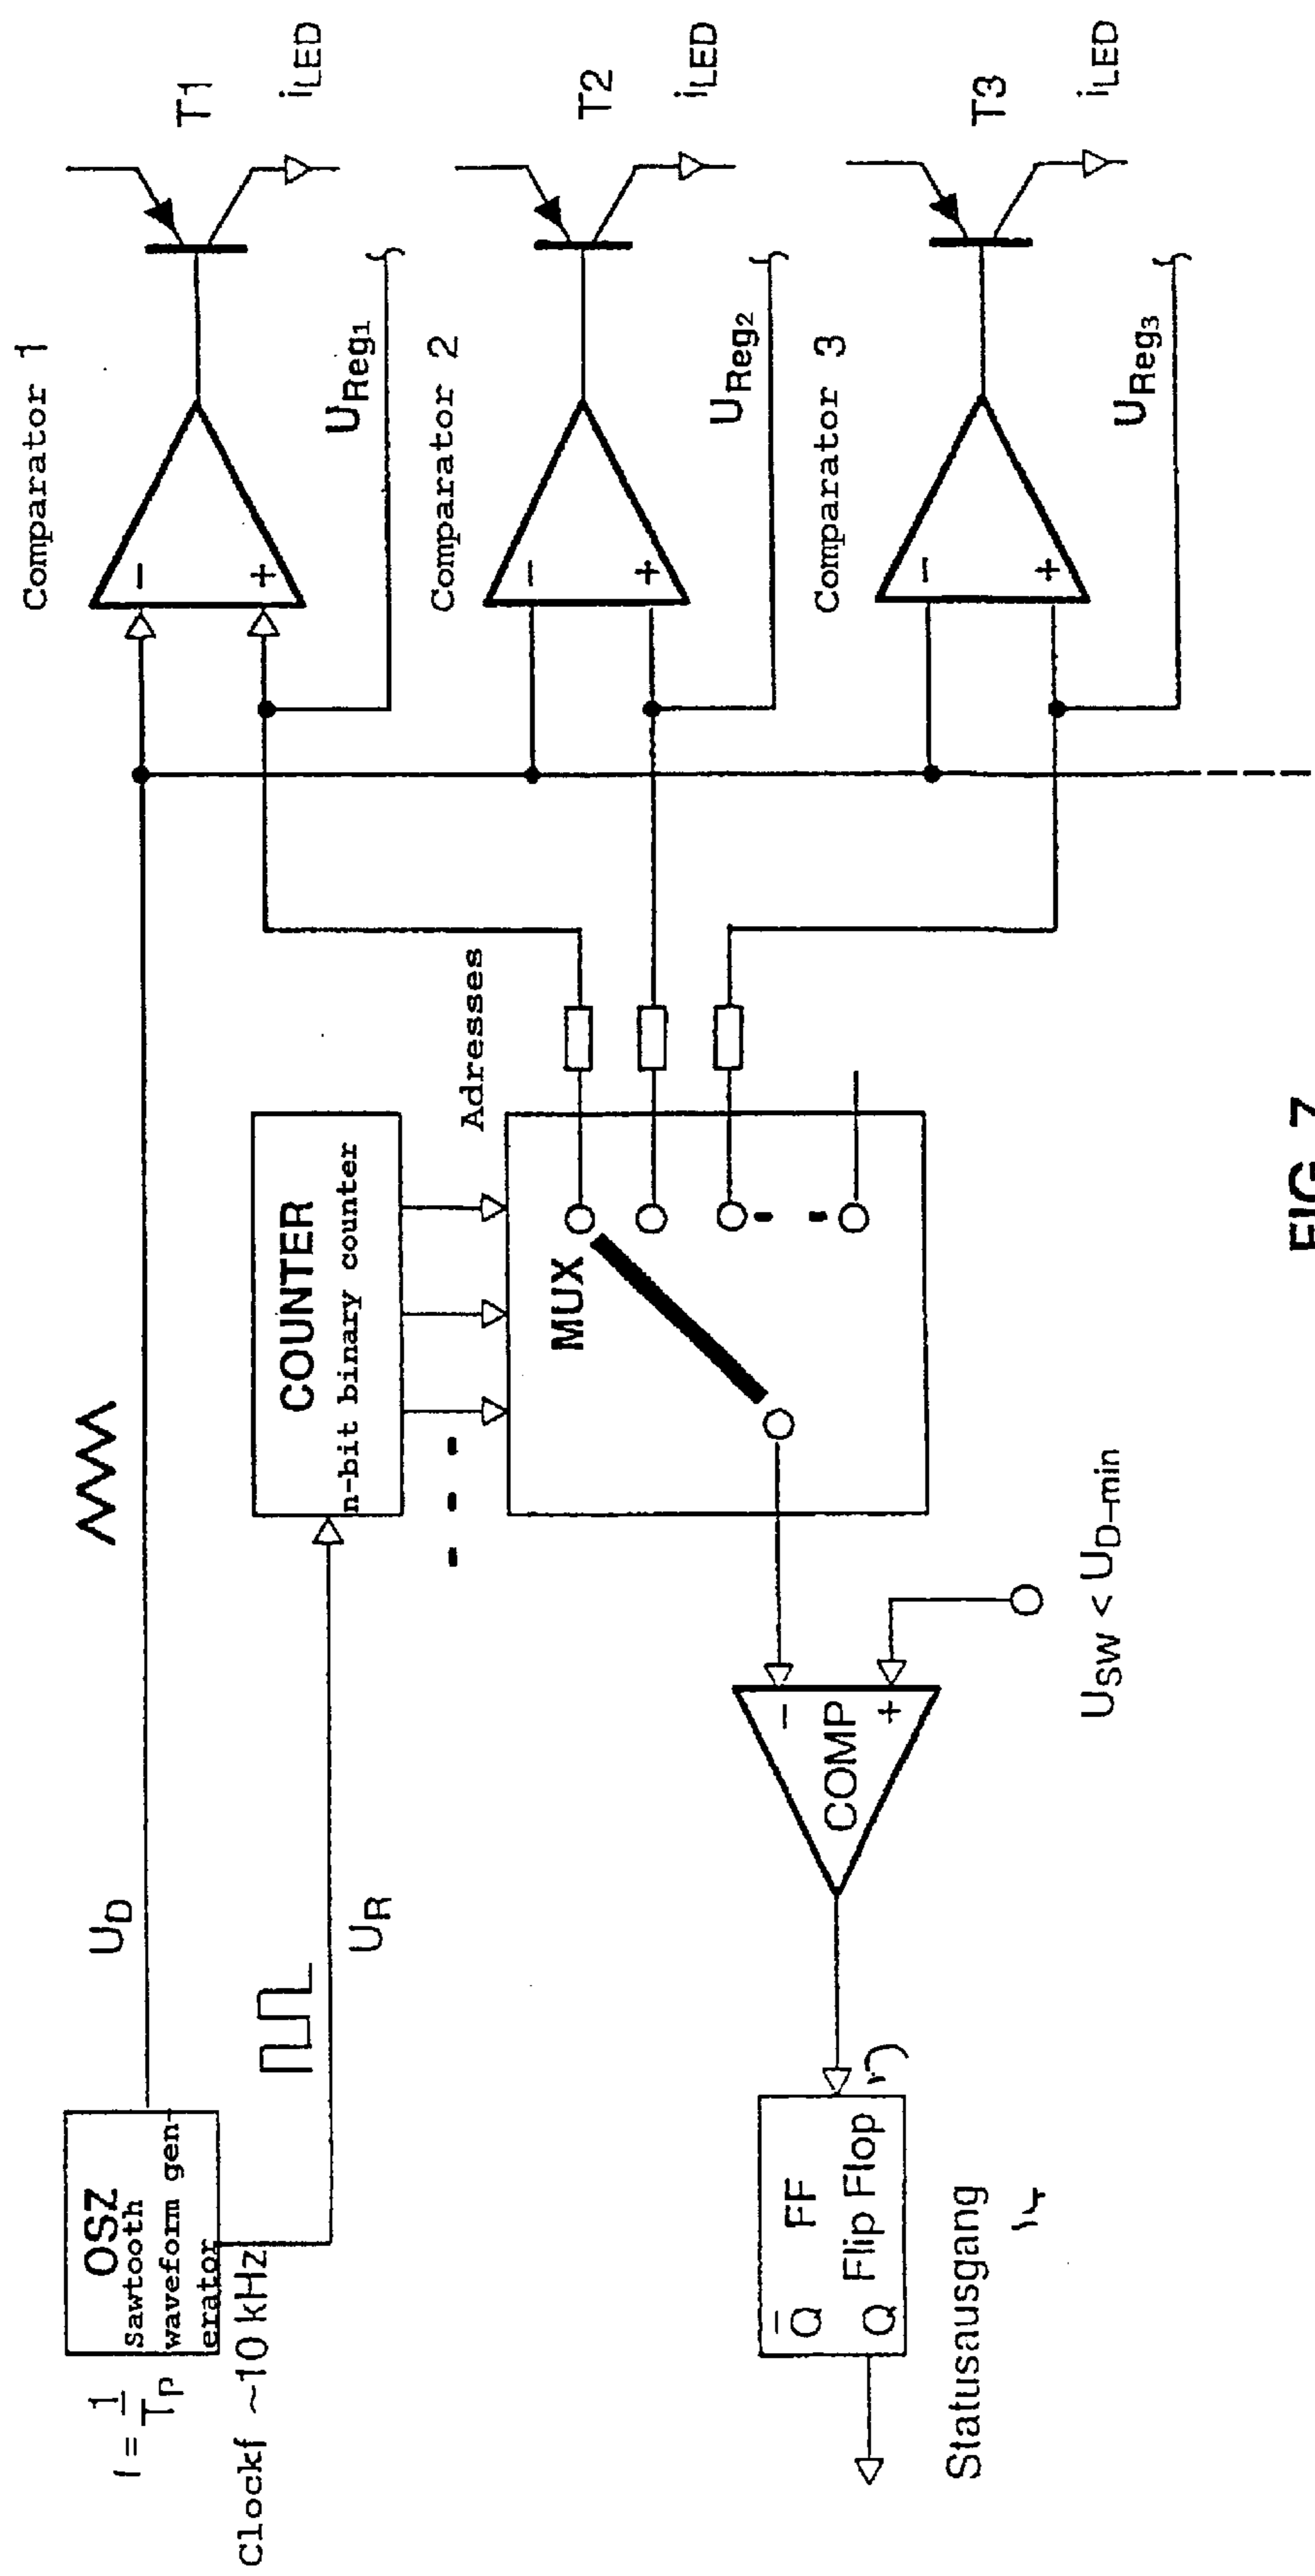 OSZ
Sawtooth
waveform gen-
erator
1
Tp
Clockf ~10 kHz
UD
UR
COUNTER
n-bit binary counter
Adresses
MUX
Comparator 1
−
+
UReg1
T1
iLED
Comparator 2
−
+
UReg2
T2
iLED
Comparator 3
−
+
UReg3
T3
iLED
−
COMP
+
USW < UD−min
FF
Flip Flop
Q̅
Q
Statusausgang
FIG 7